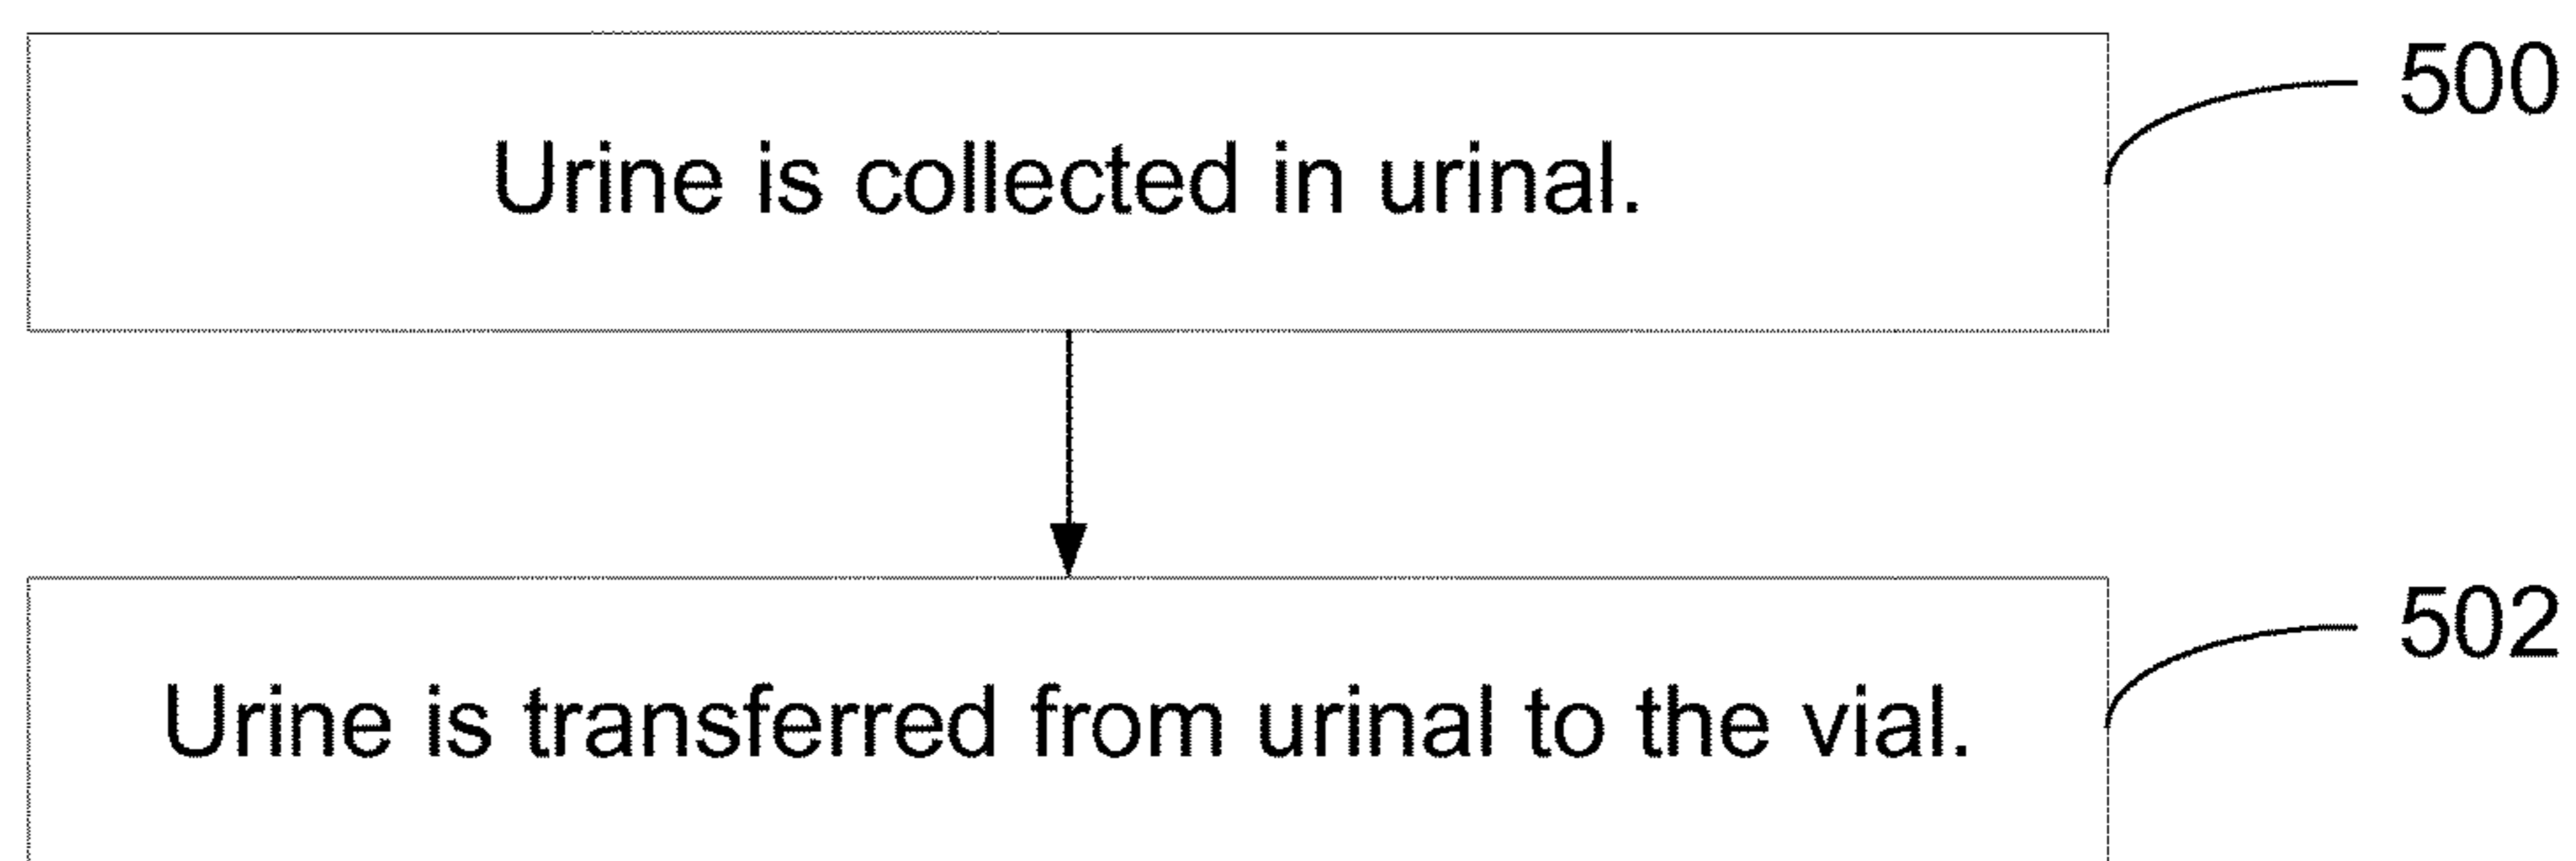 Urine is collected in urinal.
500
Urine is transferred from urinal to the vial.
502